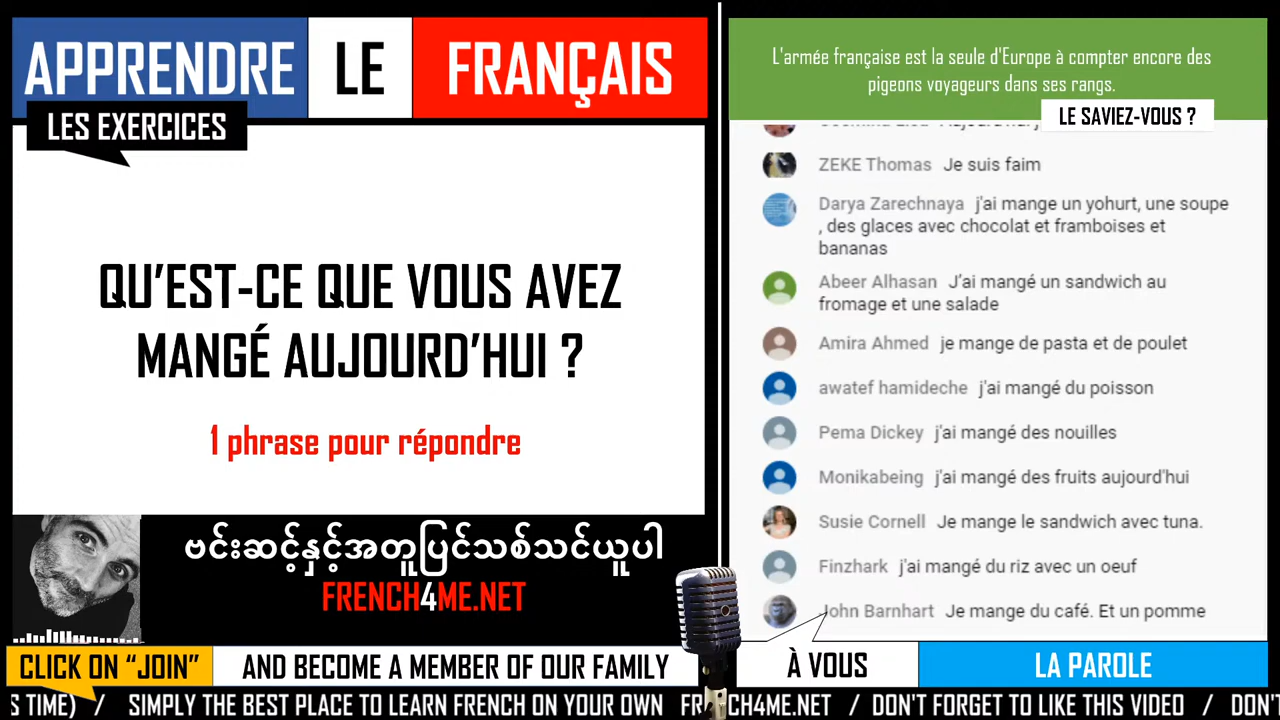 APPRENDRE LE FRANÇAIS
LES EXERCICES
QU'EST-CE QUE VOUS AVEZ
MANGÉ AUJOURD'HUI ?
1 phrase pour répondre
ဗင်းဆင့်နှင့်အတူပြင်သစ်သင်ယူပါ
FRENCH4ME.NET
CLICK ON “JOIN” AND BECOME A MEMBER OF OUR FAMILY
L'armée française est la seule d'Europe à compter encore des
pigeons voyageurs dans ses rangs.
LE SAVIEZ-VOUS ?
ZEKE Thomas Je suis faim
Darya Zarechnaya j'ai mange un yohurt, une soupe
, des glaces avec chocolat et framboises et
bananas
Abeer Alhasan J'ai mangé un sandwich au
fromage et une salade
Amira Ahmed je mange de pasta et de poulet
awatef hamideche j'ai mangé du poisson
Pema Dickey j'ai mangé des nouilles
Monikabeing j'ai mangé des fruits aujourd'hui
Susie Cornell Je mange le sandwich avec tuna.
Finzhark j'ai mangé du riz avec un oeuf
John Barnhart Je mange du café. Et un pomme
À VOUS LA PAROLE
S TIME) / SIMPLY THE BEST PLACE TO LEARN FRENCH ON YOUR OWN FRENCH4ME.NET / DON'T FORGET TO LIKE THIS VIDEO / DON'T